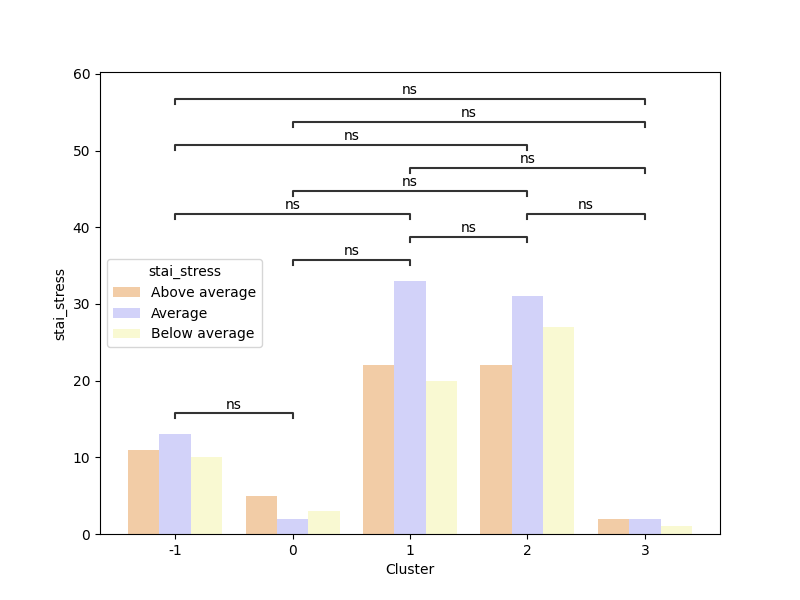 60
ns
ns
ns
50
ns
ns
ns
ns
40
ns
ns
stai_stress
Above average
Average
Below average
stai_stress
30
20
ns
10
0
-1 0 1 2 3
Cluster